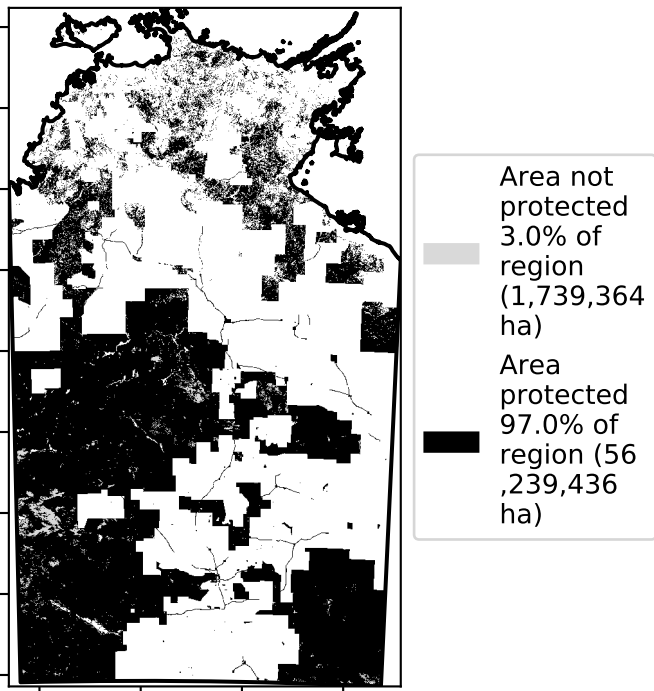 Area not
protected
3.0% of
region
(1,739,364
ha)
Area
protected
97.0% of
region (56
,239,436
ha)